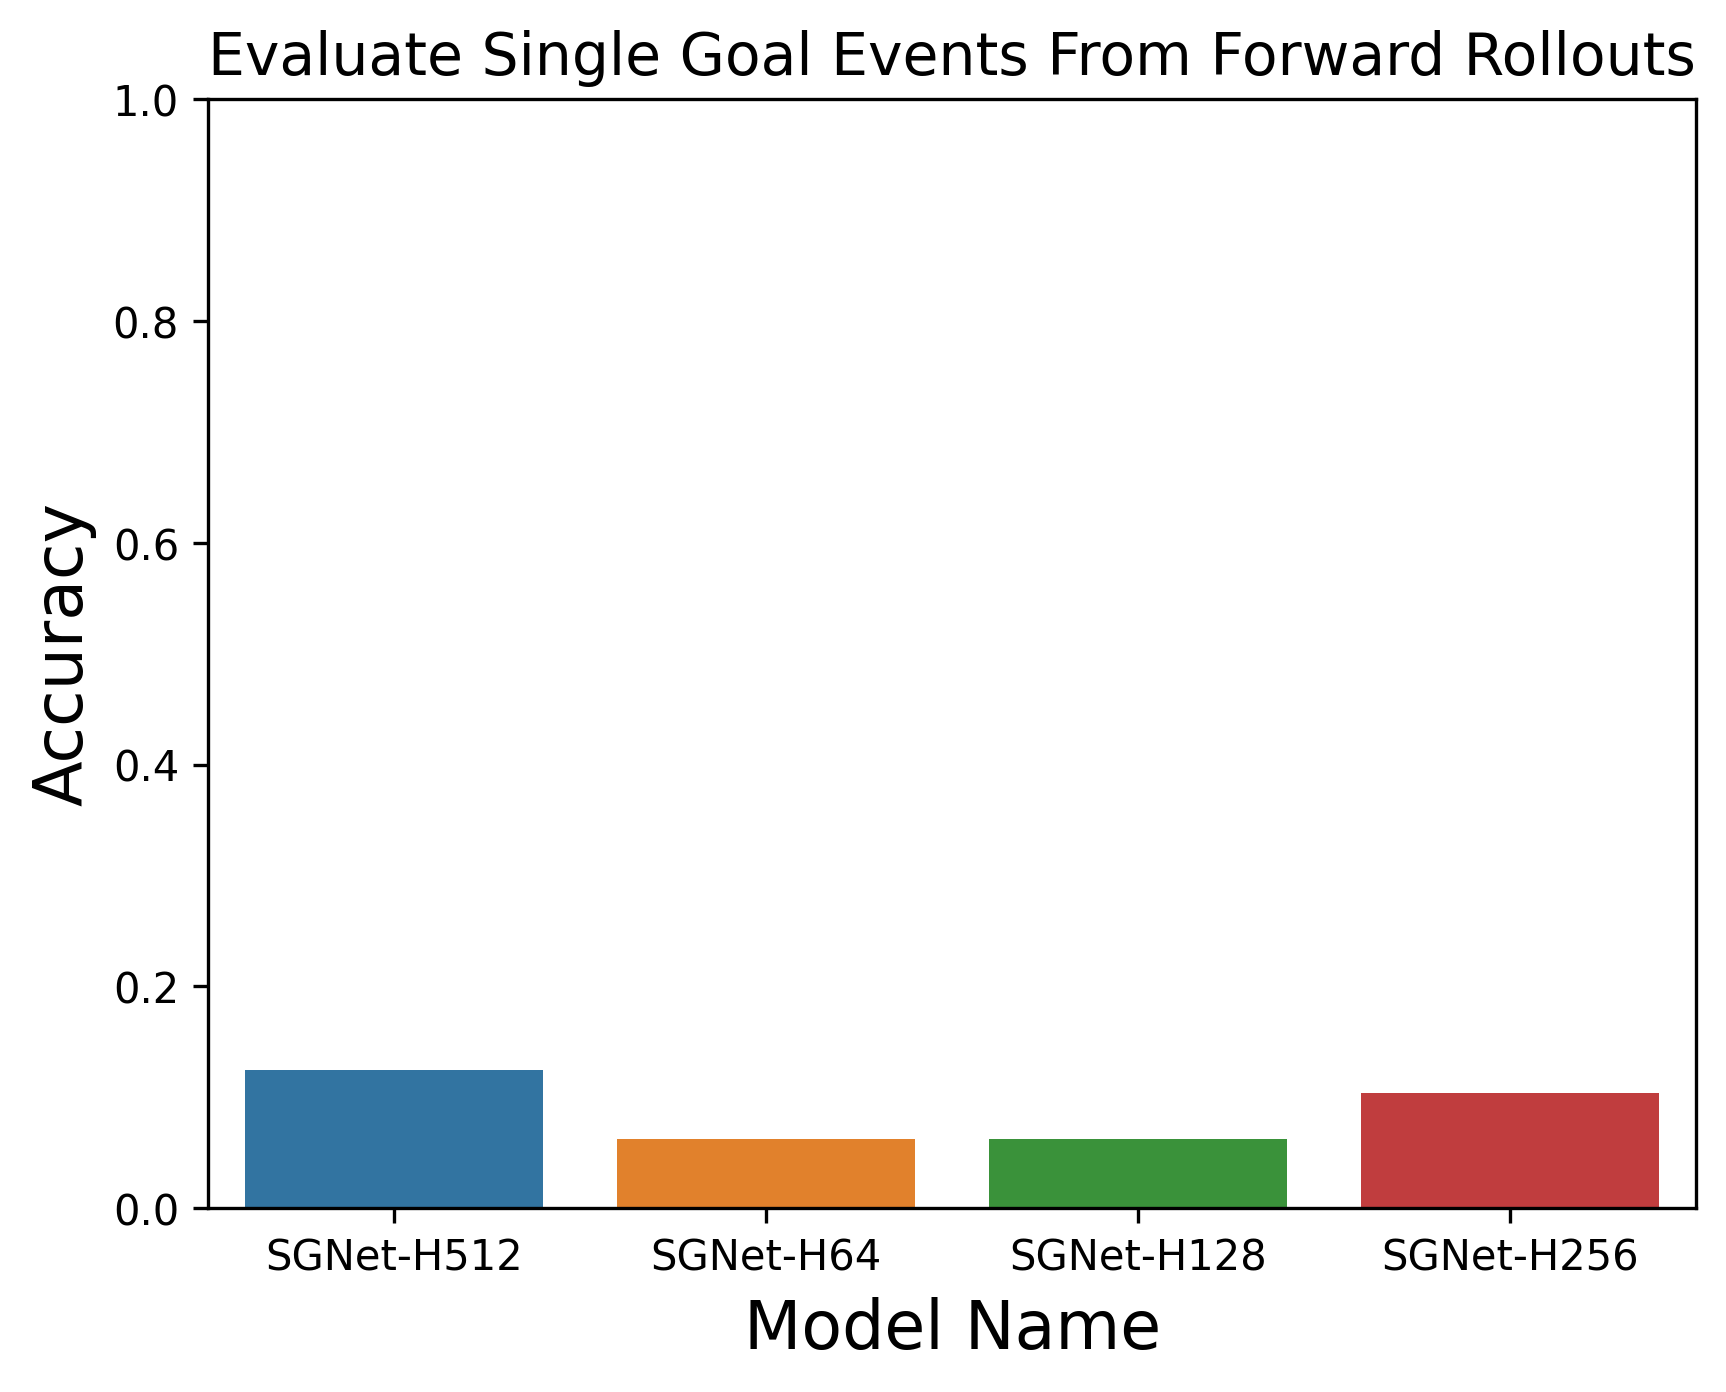 Evaluate Single Goal Events From Forward Rollouts
1.0
0.8
0.6
0.4
0.2
0.0
Accuracy
SGNet-H512 SGNet-H64 SGNet-H128 SGNet-H256
Model Name